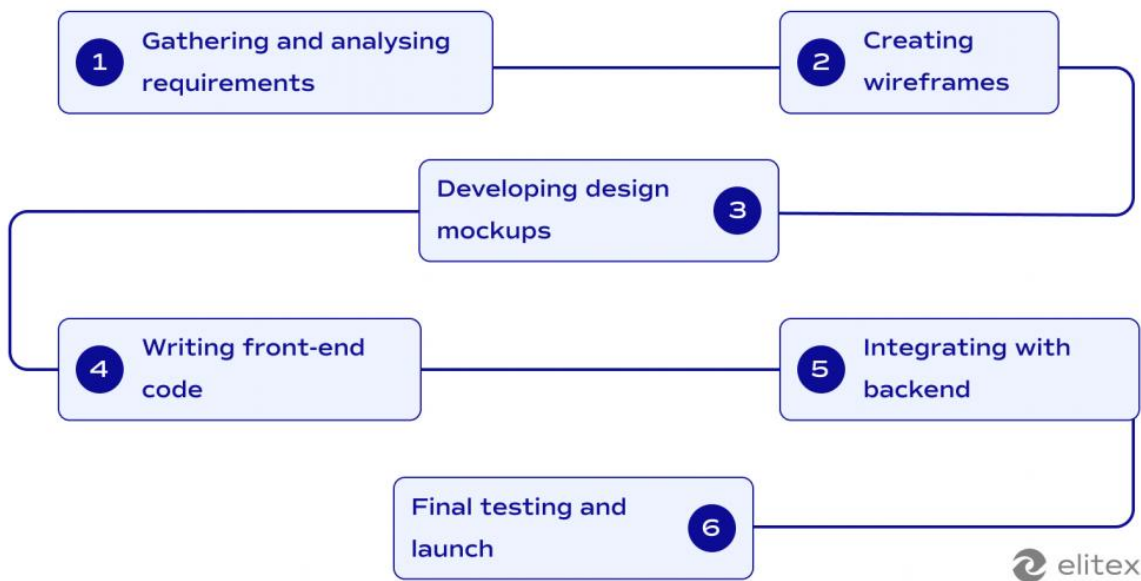 1
Gathering and analysing
requirements
2
Creating
wireframes
Developing design
mockups
3
4
Writing front-end
code
5
Integrating with
backend
Final testing and
launch
6
elitex